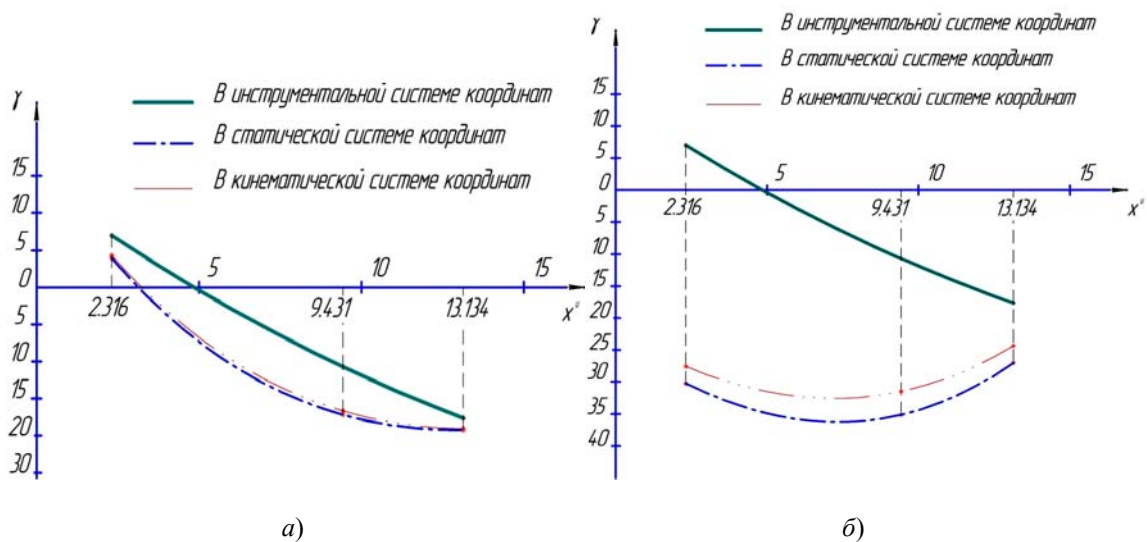 γ
В инструментальной системе координат
В статической системе координат
В кинематической системе координат
15
10
5
0
5
10
15
20
30
5
10
15
2.316
9.431
13.134
x"
а)
γ
В инструментальной системе координат
В статической системе координат
В кинематической системе координат
15
10
5
0
5
10
15
20
25
30
35
40
5
10
15
2.316
9.431
13.134
x"
б)